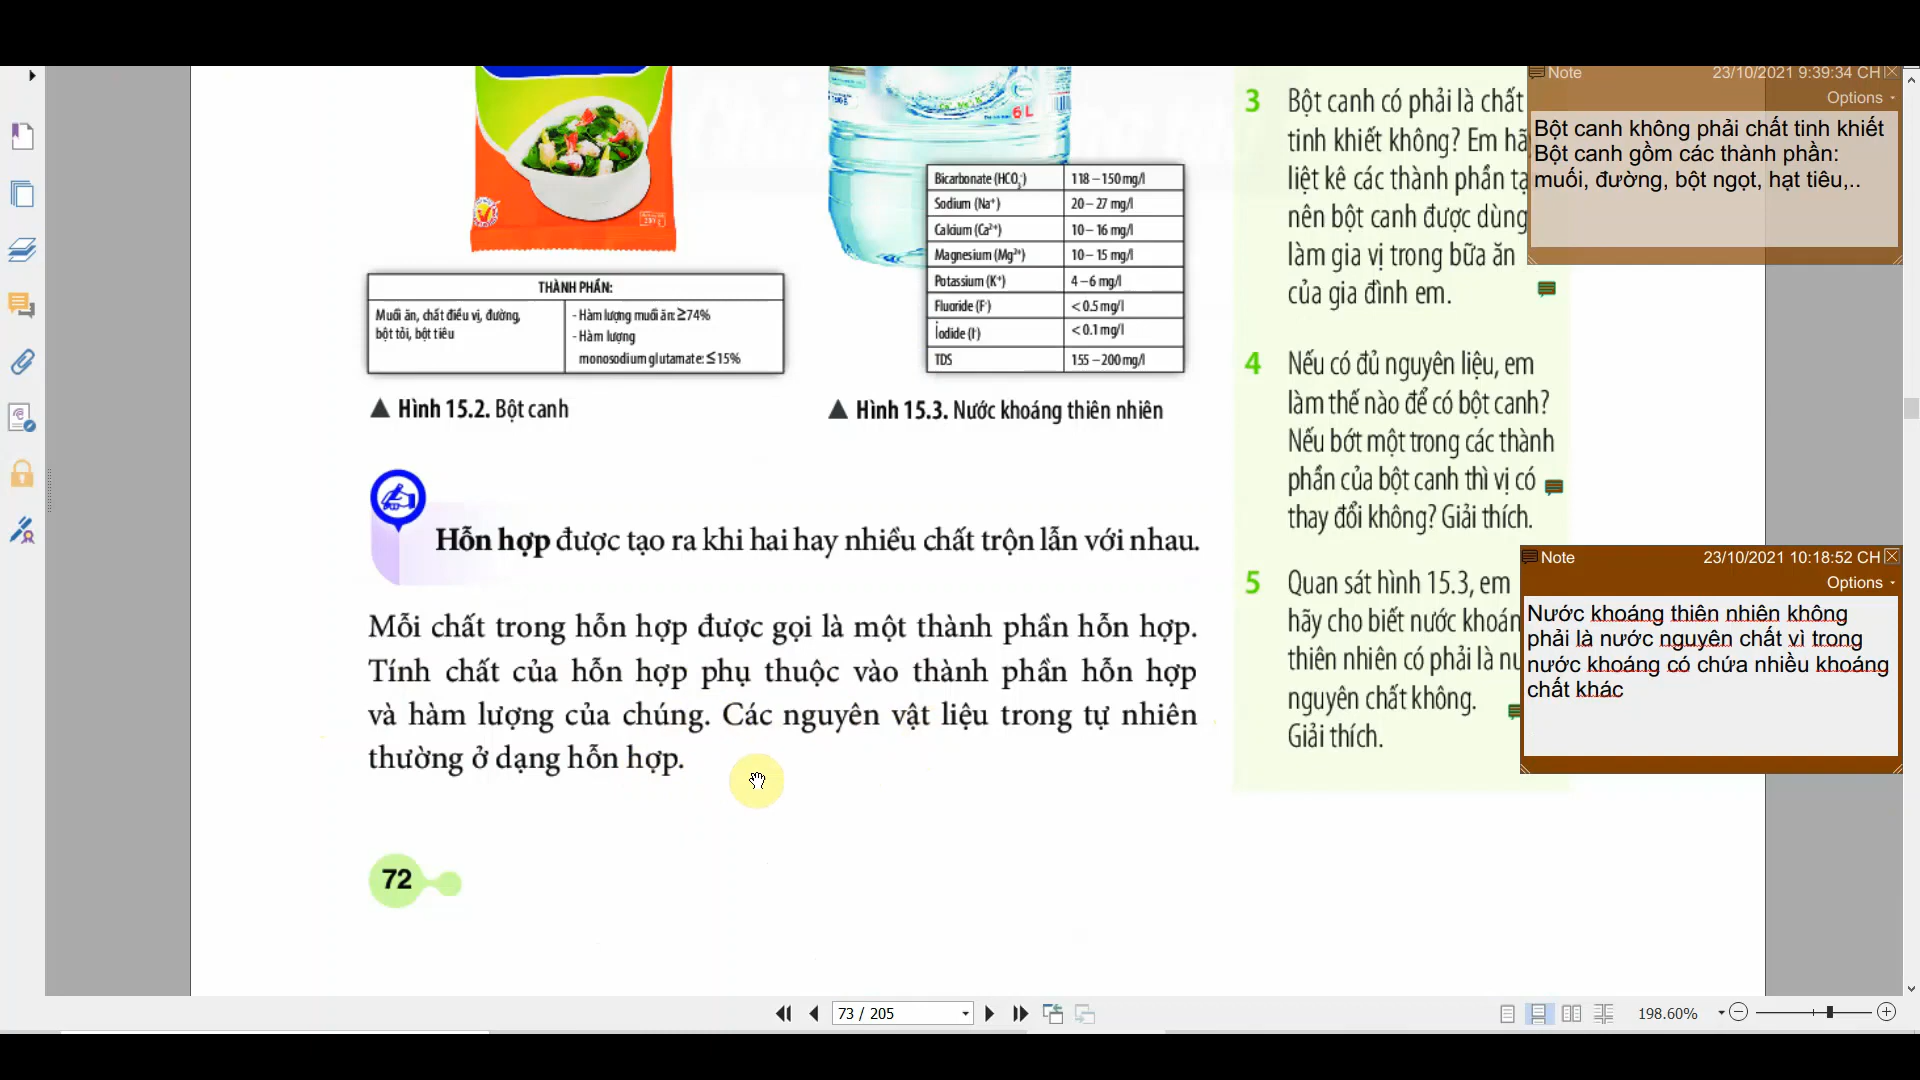 6 L
Bicarbonate (HCO₃⁻) 118 – 150 mg/l
Sodium (Na⁺) 20 – 27 mg/l
Calcium (Ca²⁺) 10 – 16 mg/l
Magnesium (Mg²⁺) 10 – 15 mg/l
Potassium (K⁺) 4 – 6 mg/l
Fluoride (F⁻) < 0.5 mg/l
Iodide (I⁻) < 0.1 mg/l
TDS 155 – 200 mg/l
THÀNH PHẦN:
Muối ăn, chất điều vị, đường,
bột tỏi, bột tiêu
- Hàm lượng muối ăn: ≥74%
- Hàm lượng
monosodium glutamate: ≤15%
▲ Hình 15.2. Bột canh
▲ Hình 15.3. Nước khoáng thiên nhiên
Hỗn hợp được tạo ra khi hai hay nhiều chất trộn lẫn với nhau.
Mỗi chất trong hỗn hợp được gọi là một thành phần hỗn hợp.
Tính chất của hỗn hợp phụ thuộc vào thành phần hỗn hợp
và hàm lượng của chúng. Các nguyên vật liệu trong tự nhiên
thường ở dạng hỗn hợp.
72
3 Bột canh có phải là chất
tinh khiết không? Em hã
liệt kê các thành phần tạ
nên bột canh được dùng
làm gia vị trong bữa ăn
của gia đình em.
4 Nếu có đủ nguyên liệu, em
làm thế nào để có bột canh?
Nếu bớt một trong các thành
phần của bột canh thì vị có
thay đổi không? Giải thích.
5 Quan sát hình 15.3, em
hãy cho biết nước khoán
thiên nhiên có phải là nư
nguyên chất không.
Giải thích.
Note 23/10/2021 9:39:34 CH
Options
Bột canh không phải chất tinh khiết
Bột canh gồm các thành phần:
muối, đường, bột ngọt, hạt tiêu,..
Note 23/10/2021 10:18:52 CH
Options
Nước khoáng thiên nhiên không
phải là nước nguyên chất vì trong
nước khoáng có chứa nhiều khoáng
chất khác
73 / 205
198.60%